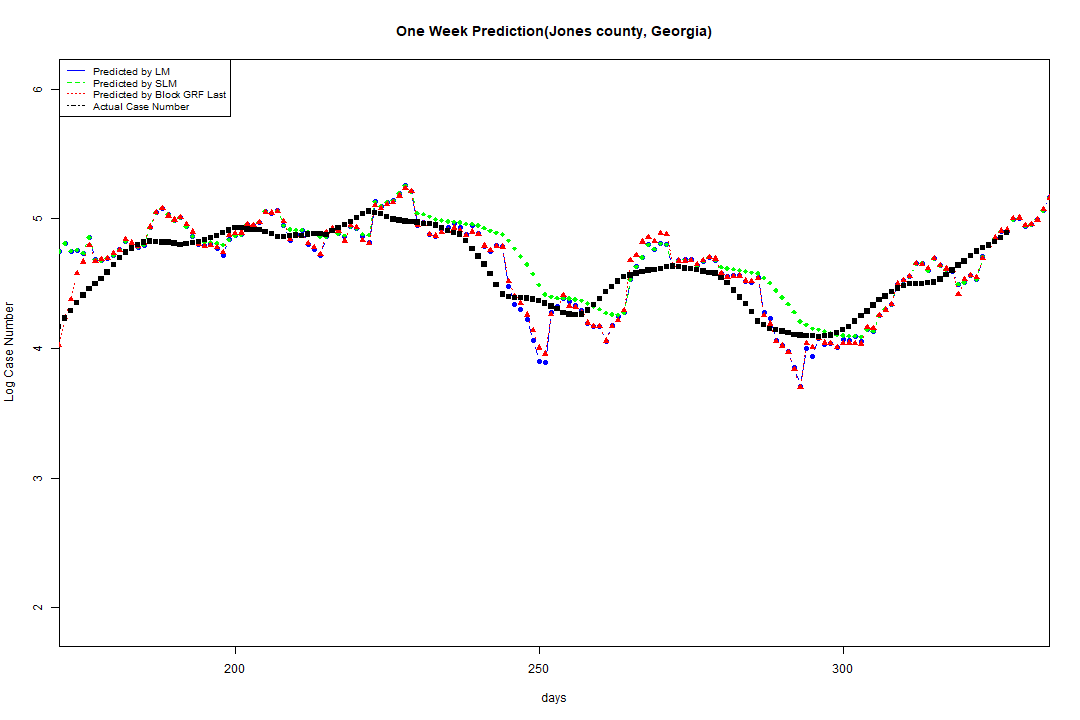 One Week Prediction(Jones county, Georgia)
Predicted by LM
Predicted by SLM
Predicted by Block GRF Last
Actual Case Number
Log Case Number
6
5
4
3
2
200
250
300
days